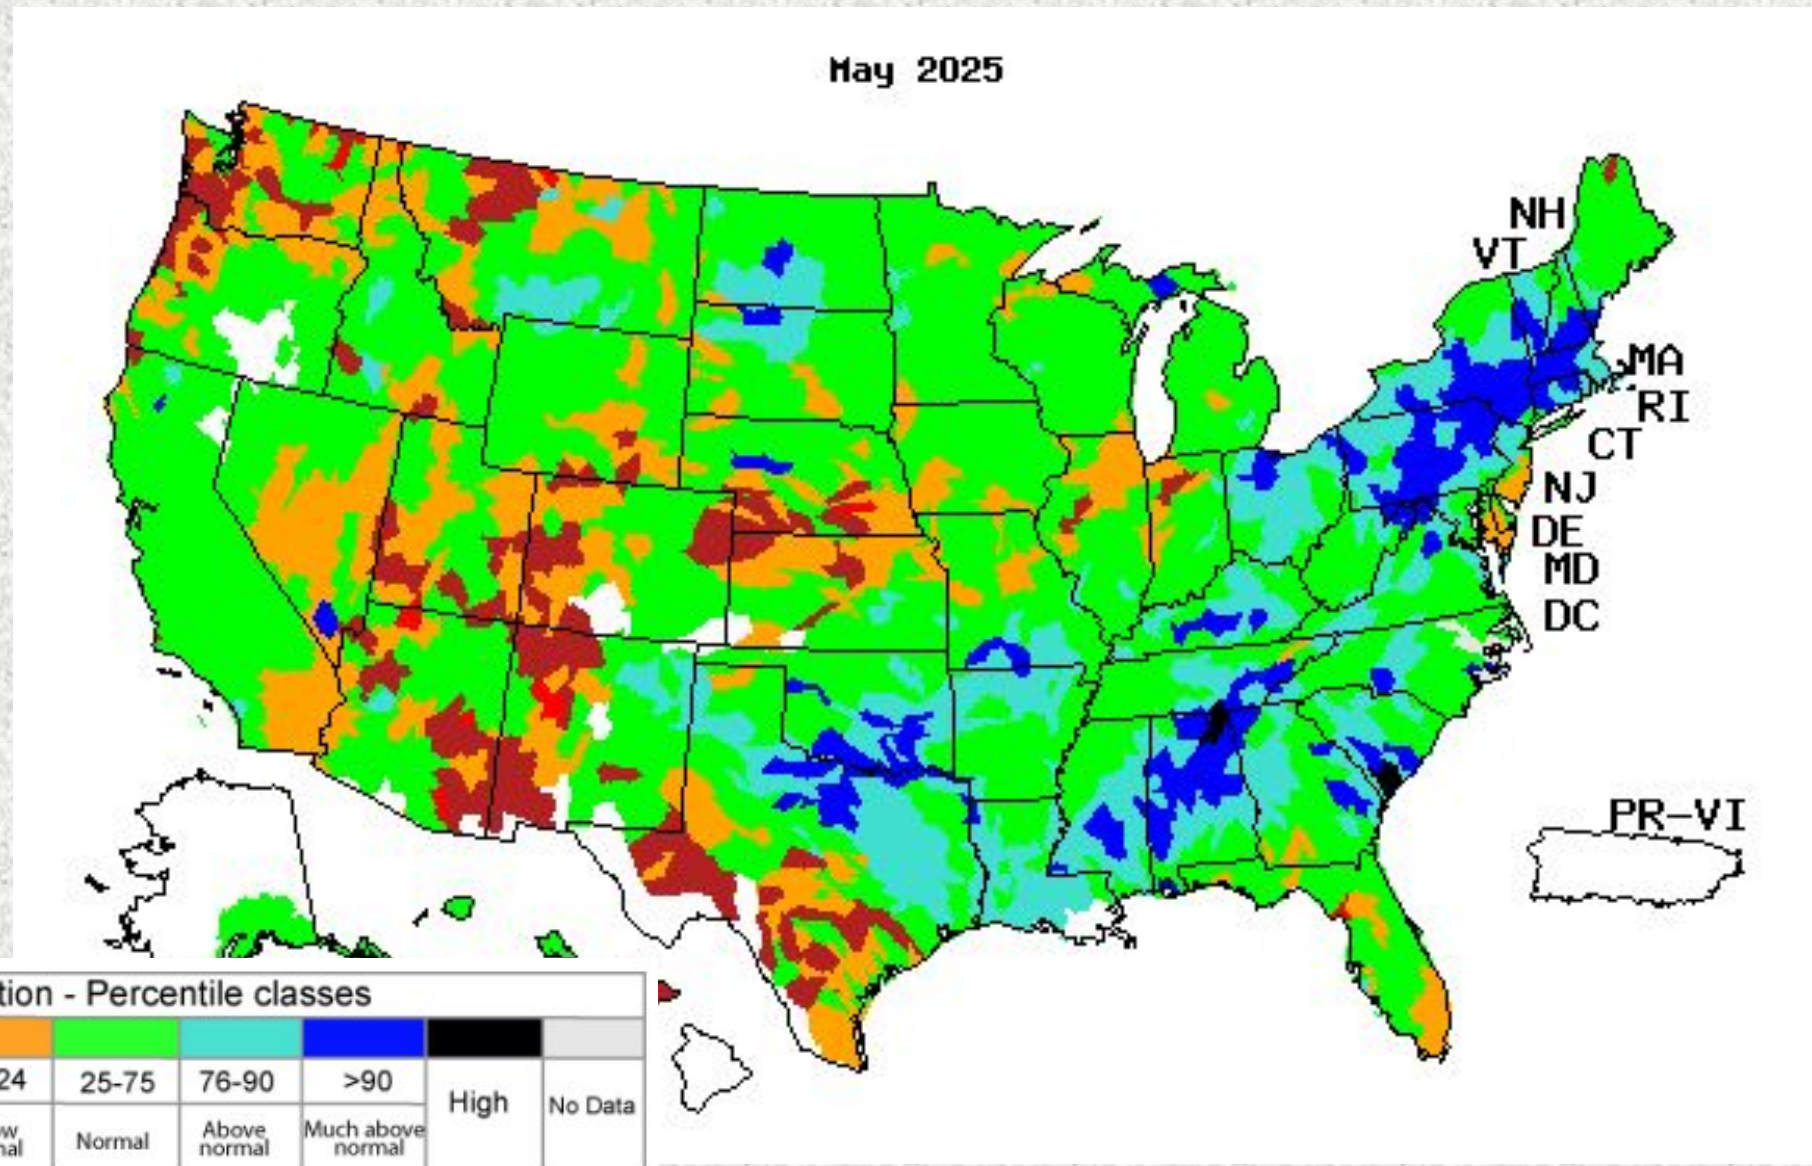 May 2025
NH
VT
MA
RI
CT
NJ
DE
MD
DC
PR-VI
tion - Percentile classes
24 25-75 76-90 >90 High No Data
w
nal
Normal Above
normal
Much above
normal